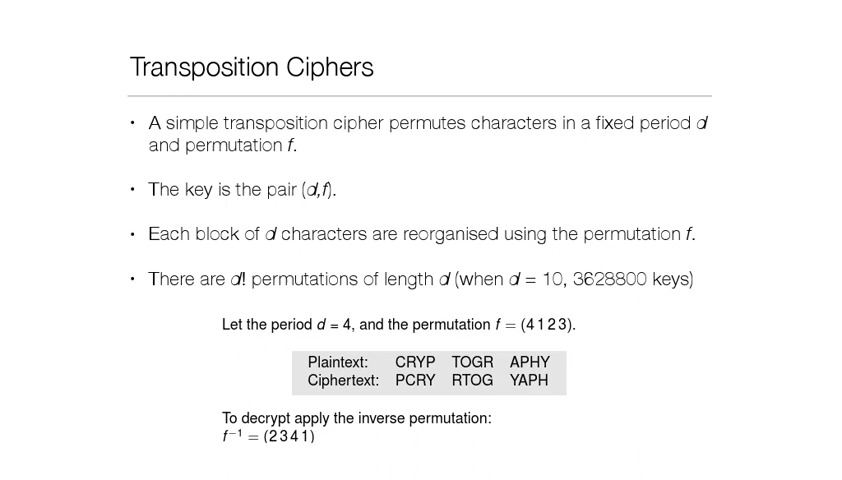 Transposition Ciphers
• A simple transposition cipher permutes characters in a fixed period d
and permutation f.
• The key is the pair (d,f).
• Each block of d characters are reorganised using the permutation f.
• There are d! permutations of length d (when d = 10, 3628800 keys)
Let the period d = 4, and the permutation f = (4 1 2 3).
Plaintext: CRYP TOGR APHY
Ciphertext: PCRY RTOG YAPH
To decrypt apply the inverse permutation:
f⁻¹ = (2 3 4 1)